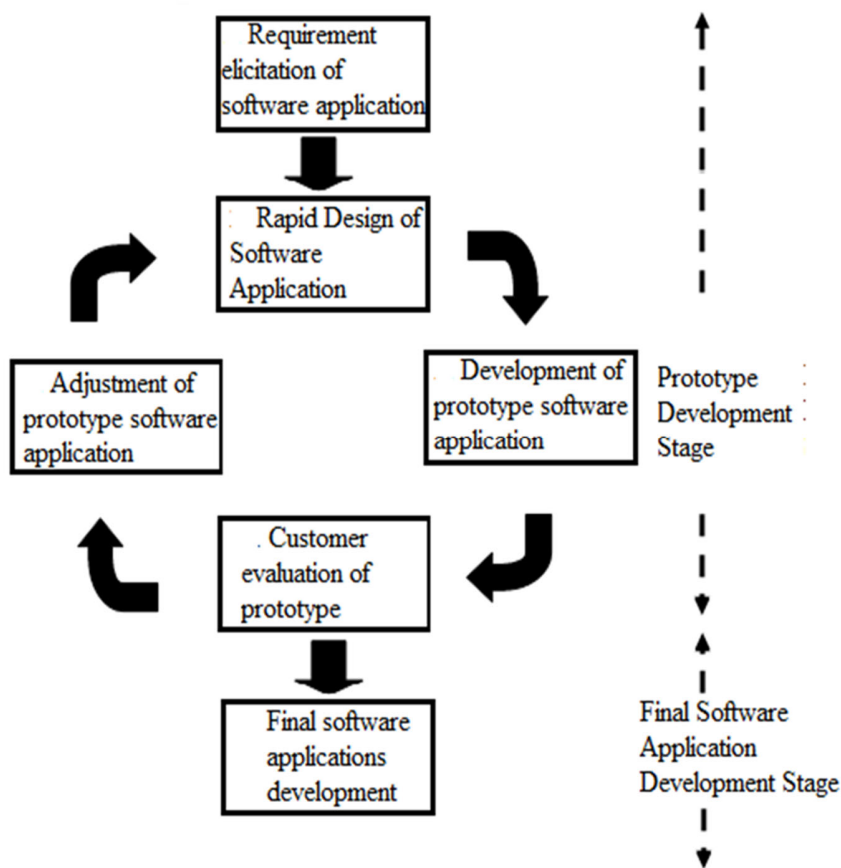 Requirement
elicitation of
software application
Rapid Design of
Software
Application
Adjustment of
prototype software
application
Development of
prototype software
application
Prototype
Development
Stage
. Customer
evaluation of
prototype
Final software
applications
development
Final Software
Application
Development Stage